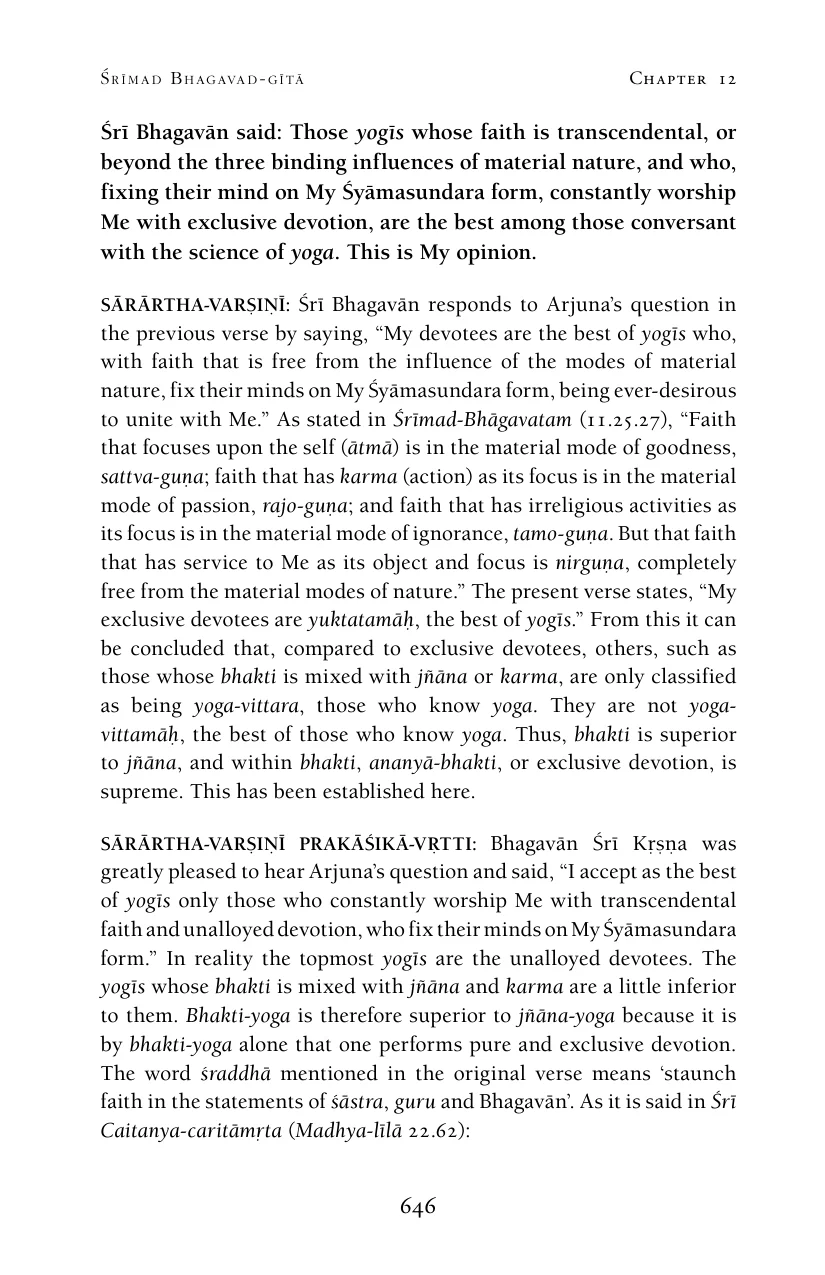 Śrīmad Bhagavad-gītā Chapter 12
Śrī Bhagavān said: Those yogīs whose faith is transcendental, or
beyond the three binding influences of material nature, and who,
fixing their mind on My Śyāmasundara form, constantly worship
Me with exclusive devotion, are the best among those conversant
with the science of yoga. This is My opinion.
SĀRĀRTHA-VARṢIṆĪ: Śrī Bhagavān responds to Arjuna’s question in
the previous verse by saying, “My devotees are the best of yogīs who,
with faith that is free from the influence of the modes of material
nature, fix their minds on My Śyāmasundara form, being ever-desirous
to unite with Me.” As stated in Śrīmad-Bhāgavatam (11.25.27), “Faith
that focuses upon the self (ātmā) is in the material mode of goodness,
sattva-guṇa; faith that has karma (action) as its focus is in the material
mode of passion, rajo-guṇa; and faith that has irreligious activities as
its focus is in the material mode of ignorance, tamo-guṇa. But that faith
that has service to Me as its object and focus is nirguṇa, completely
free from the material modes of nature.” The present verse states, “My
exclusive devotees are yuktatamāḥ, the best of yogīs.” From this it can
be concluded that, compared to exclusive devotees, others, such as
those whose bhakti is mixed with jñāna or karma, are only classified
as being yoga-vittara, those who know yoga. They are not yoga-
vittamāḥ, the best of those who know yoga. Thus, bhakti is superior
to jñāna, and within bhakti, ananyā-bhakti, or exclusive devotion, is
supreme. This has been established here.
SĀRĀRTHA-VARṢIṆĪ PRAKĀŚIKĀ-VṚTTI: Bhagavān Śrī Kṛṣṇa was
greatly pleased to hear Arjuna’s question and said, “I accept as the best
of yogīs only those who constantly worship Me with transcendental
faith and unalloyed devotion, who fix their minds on My Śyāmasundara
form.” In reality the topmost yogīs are the unalloyed devotees. The
yogīs whose bhakti is mixed with jñāna and karma are a little inferior
to them. Bhakti-yoga is therefore superior to jñāna-yoga because it is
by bhakti-yoga alone that one performs pure and exclusive devotion.
The word śraddhā mentioned in the original verse means ‘staunch
faith in the statements of śāstra, guru and Bhagavān’. As it is said in Śrī
Caitanya-caritāmṛta (Madhya-līlā 22.62):
646